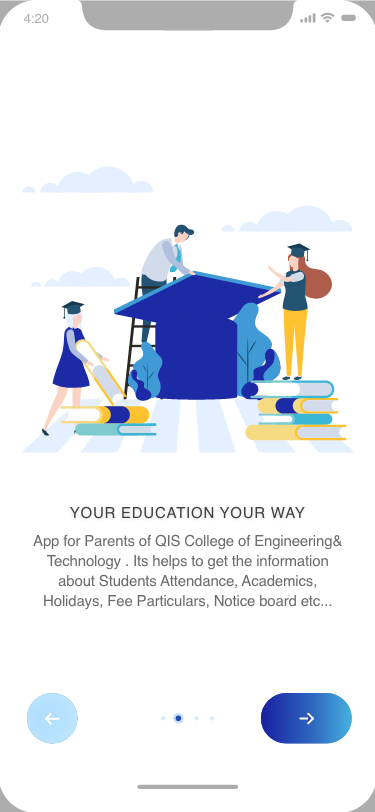 4:20
YOUR EDUCATION YOUR WAY
App for Parents of QIS College of Engineering&
Technology . Its helps to get the information
about Students Attendance, Academics,
Holidays, Fee Particulars, Notice board etc...